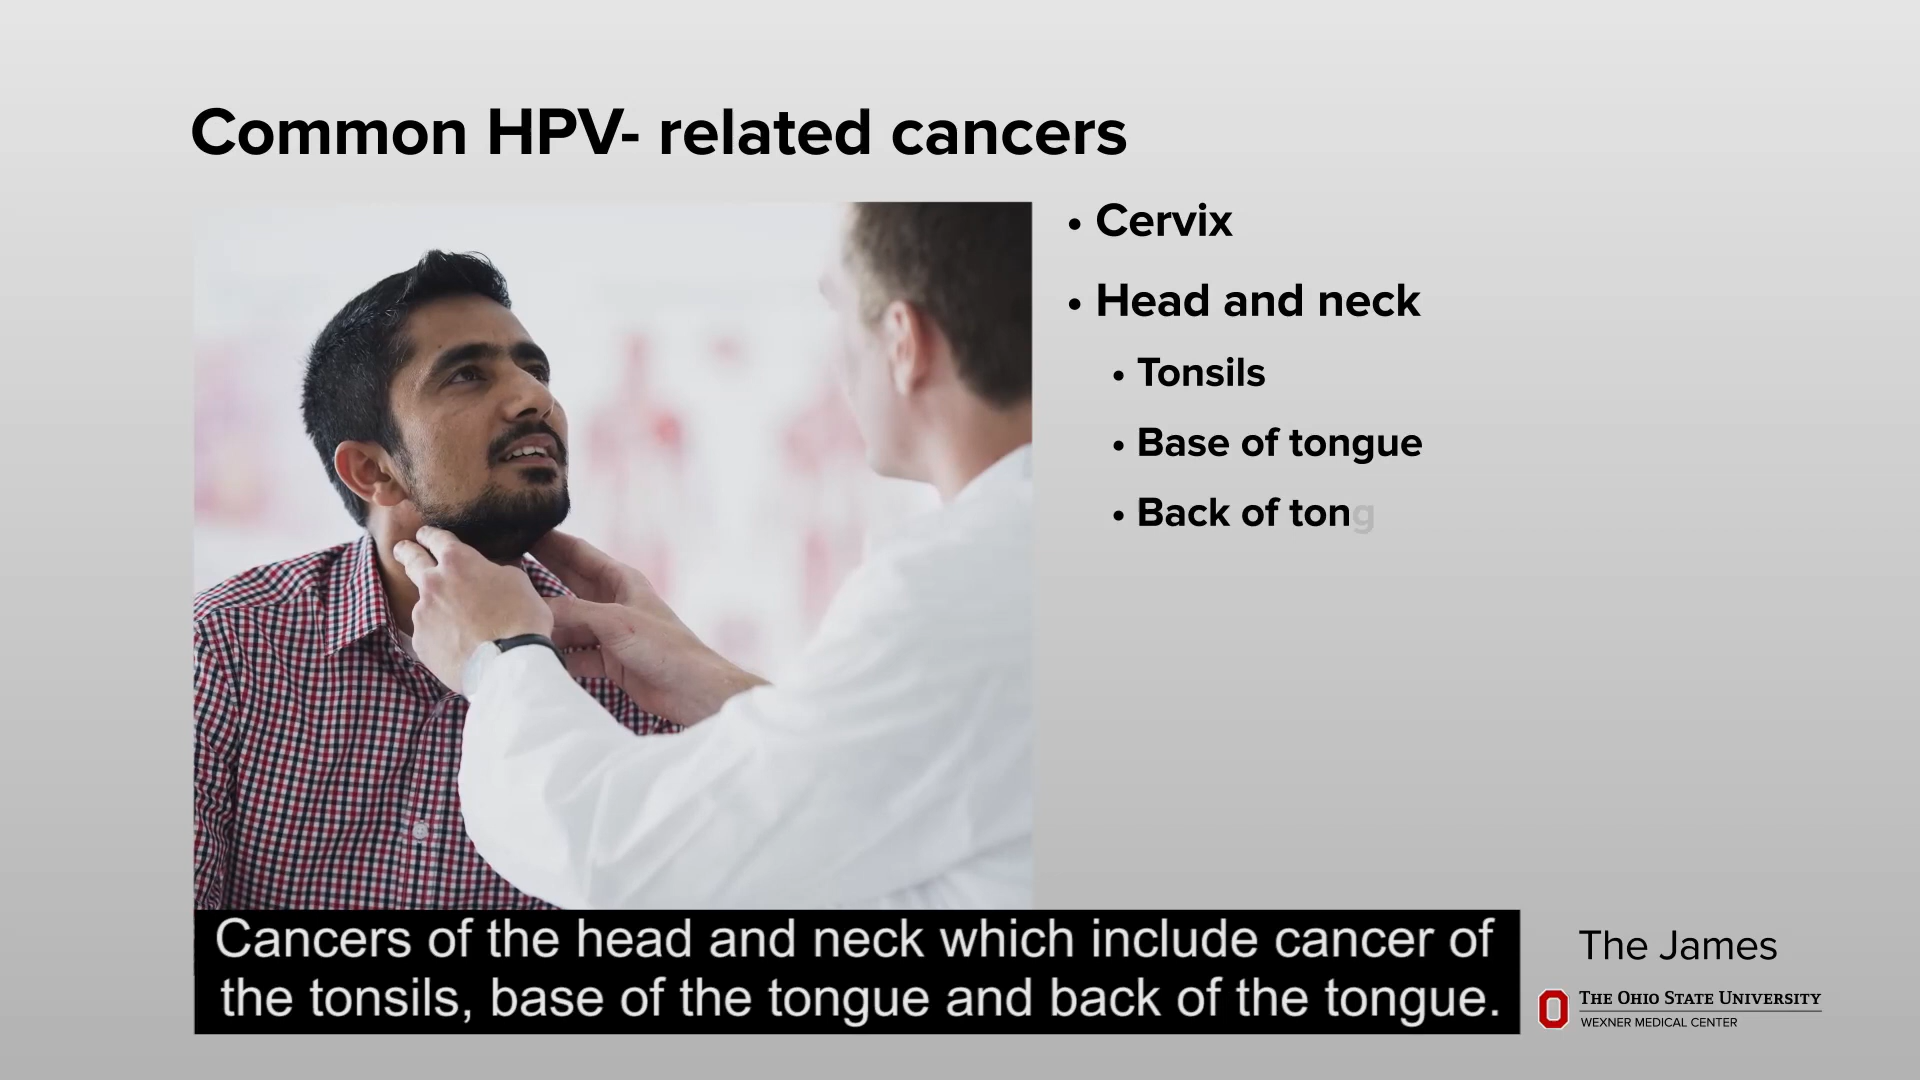 Common HPV- related cancers
• Cervix
• Head and neck
• Tonsils
• Base of tongue
• Back of tong
Cancers of the head and neck which include cancer of
the tonsils, base of the tongue and back of the tongue.
The James
THE OHIO STATE UNIVERSITY
WEXNER MEDICAL CENTER